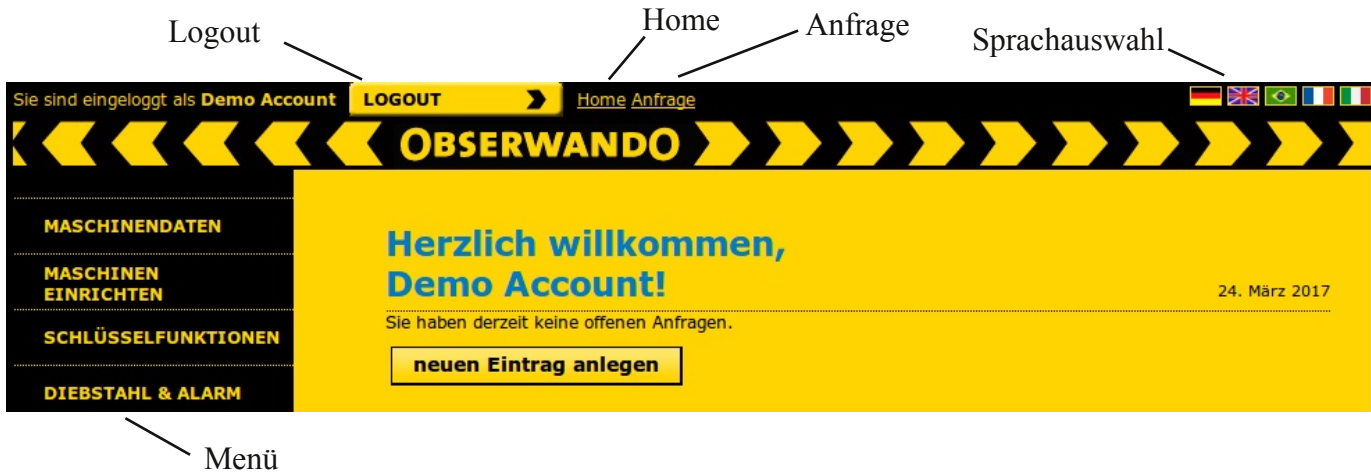 Logout
Home
Anfrage
Sprachauswahl
Sie sind eingeloggt als Demo Account LOGOUT Home Anfrage
OBSERWANDO
MASCHINENDATEN
MASCHINEN
EINRICHTEN
SCHLÜSSELFUNKTIONEN
DIEBSTAHL & ALARM
Herzlich willkommen,
Demo Account!
24. März 2017
Sie haben derzeit keine offenen Anfragen.
neuen Eintrag anlegen
Menü